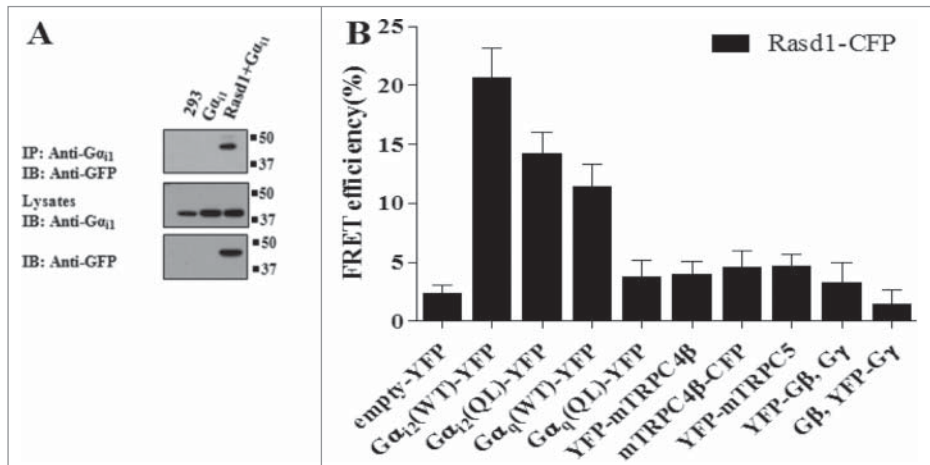 A
293
Gαi1
Rasd1+Gαi1
IP: Anti-Gαi1
IB: Anti-GFP
50
37
Lysates
IB: Anti-Gαi1
50
37
IB: Anti-GFP
50
37
B
Rasd1-CFP
FRET efficiency(%)
25
20
15
10
5
0
empty-YFP
Gαi2(WT)-YFP
Gαi2(QL)-YFP
Gαq(WT)-YFP
Gαq(QL)-YFP
YFP-mTRPC4β
mTRPC4β-CFP
YFP-mTRPC5
YFP-Gβ, Gγ
Gβ, YFP-Gγ